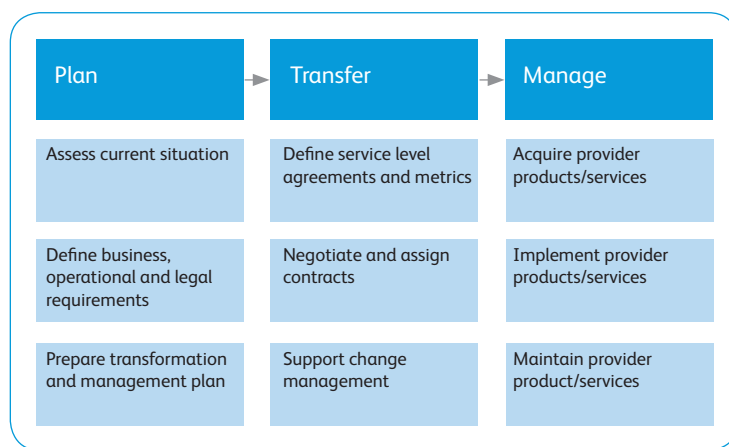 Plan
Transfer
Manage
Assess current situation
Define service level
agreements and metrics
Acquire provider
products/services
Define business,
operational and legal
requirements
Negotiate and assign
contracts
Implement provider
products/services
Prepare transformation
and management plan
Support change
management
Maintain provider
product/services